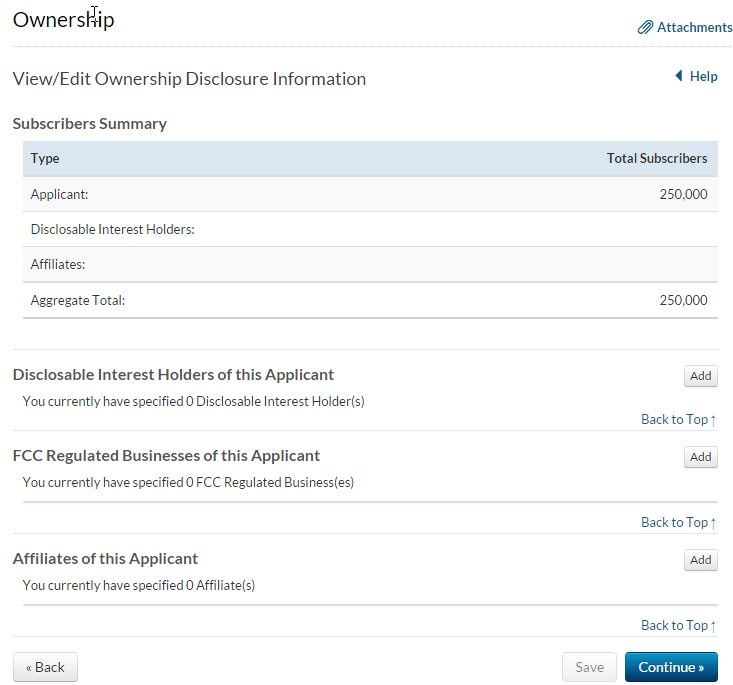 Ownership
Attachments
View/Edit Ownership Disclosure Information
Help
Subscribers Summary
Type Total Subscribers
Applicant: 250,000
Disclosable Interest Holders:
Affiliates:
Aggregate Total: 250,000
Disclosable Interest Holders of this Applicant
Add
You currently have specified 0 Disclosable Interest Holder(s)
Back to Top ↑
FCC Regulated Businesses of this Applicant
Add
You currently have specified 0 FCC Regulated Business(es)
Back to Top ↑
Affiliates of this Applicant
Add
You currently have specified 0 Affiliate(s)
Back to Top ↑
« Back Save Continue »